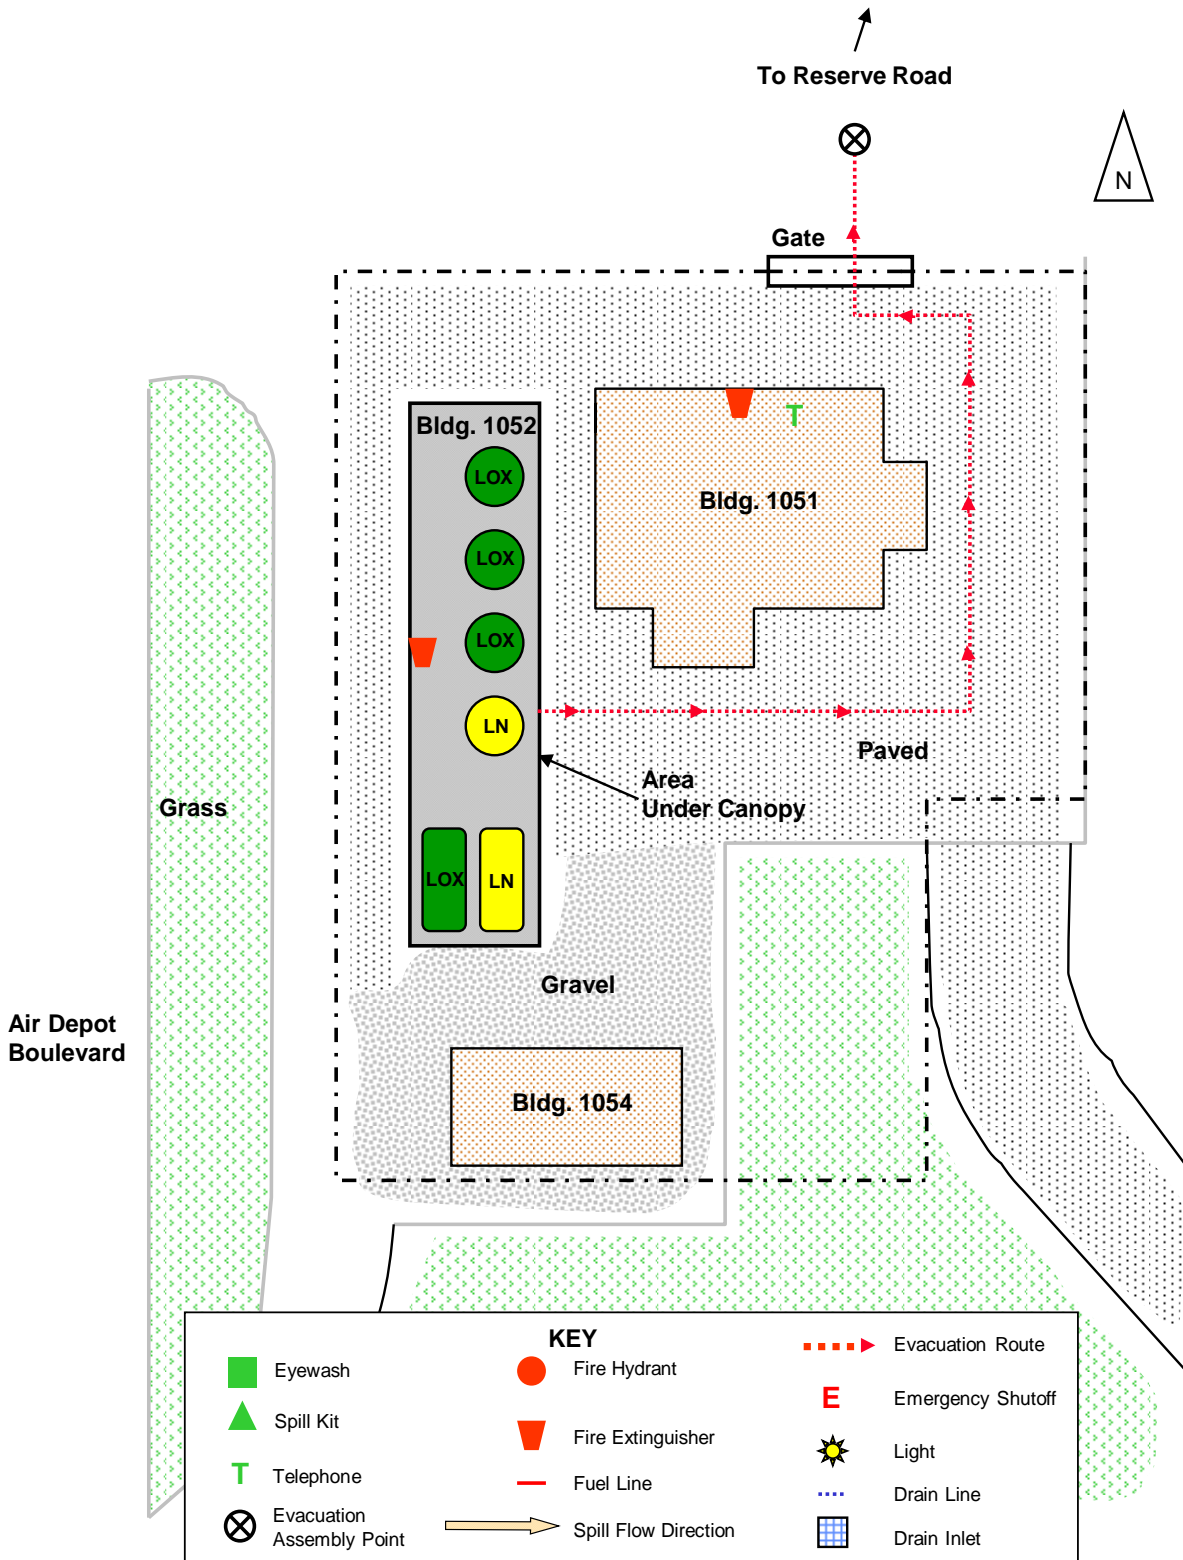 To Reserve Road
N
Gate
Bldg. 1052
LOX
T
Bldg. 1051
LOX
LOX
LN
Paved
Area
Under Canopy
Grass
LOX
LN
Gravel
Air Depot
Boulevard
Bldg. 1054
KEY
Eyewash
Spill Kit
T Telephone
Evacuation
Assembly Point
Fire Hydrant
Fire Extinguisher
Fuel Line
Spill Flow Direction
Evacuation Route
E Emergency Shutoff
Light
Drain Line
Drain Inlet